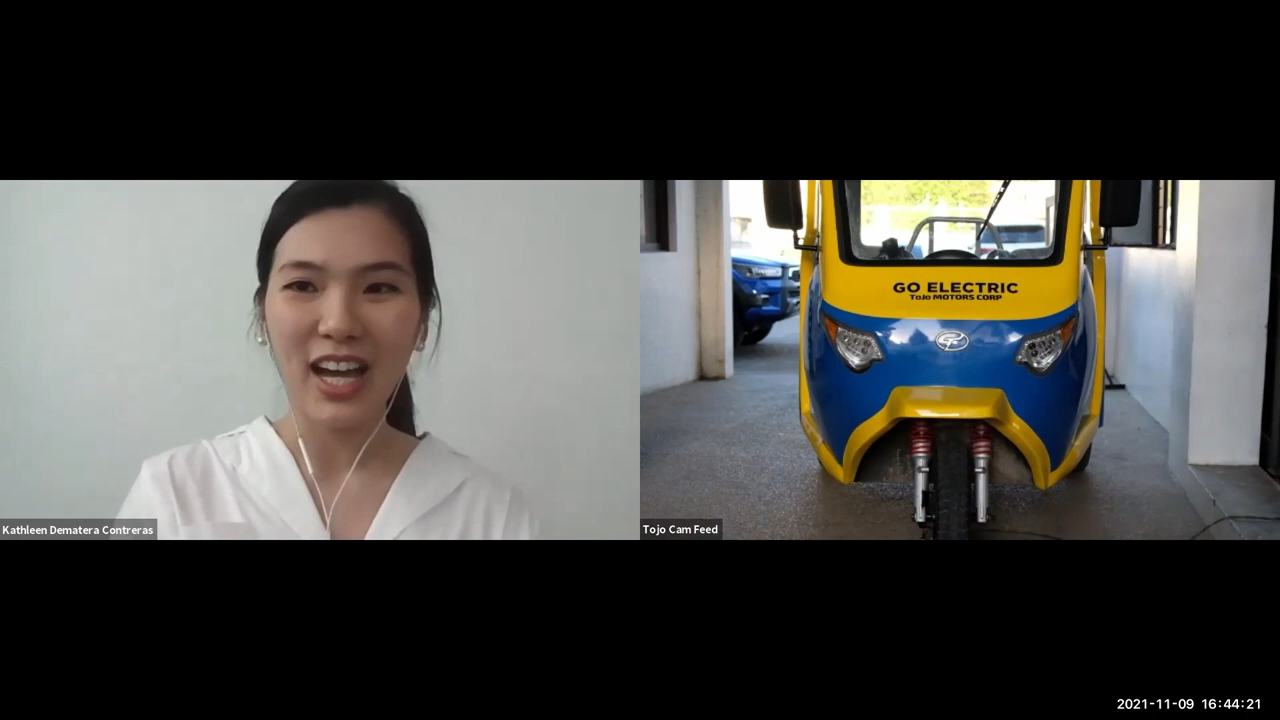 GO ELECTRIC
ToJo MOTORS CORP
Kathleen Dematera Contreras
Tojo Cam Feed
2021-11-09 16:44:21